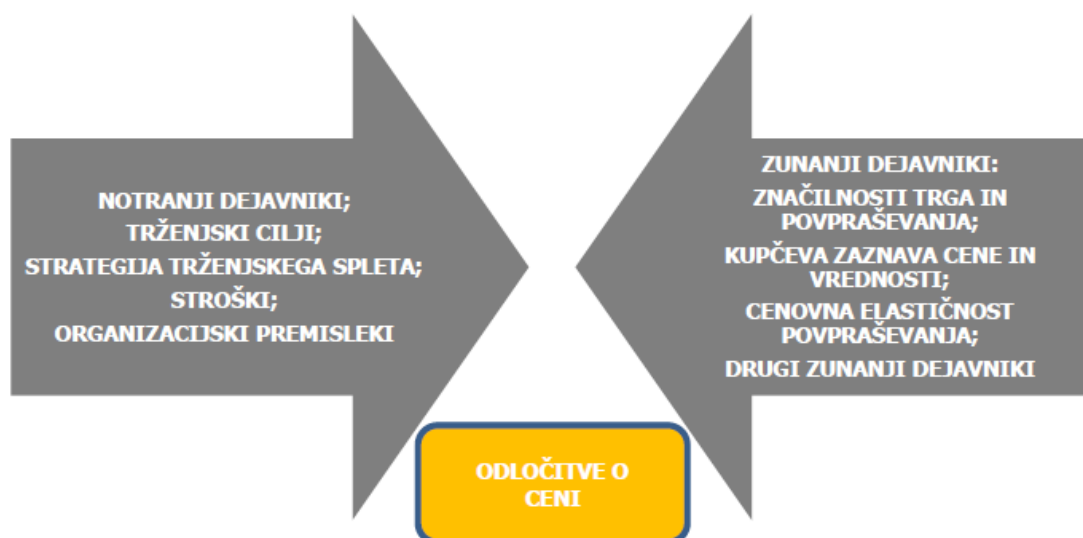 NOTRANJI DEJAVNIKI;
TRŽENJSKI CILJI;
STRATEGIJA TRŽENJSKEGA SPLETA;
STROŠKI;
ORGANIZACIJSKI PREMISLEKI
ZUNANJI DEJAVNIKI:
ZNAČILNOSTI TRGA IN
POVPRAŠEVANJA;
KUPČEVA ZAZNAVA CENE IN
VREDNOSTI;
CENOVNA ELASTIČNOST
POVPRAŠEVANJA;
DRUGI ZUNANJI DEJAVNIKI
ODLOČITVE O
CENI